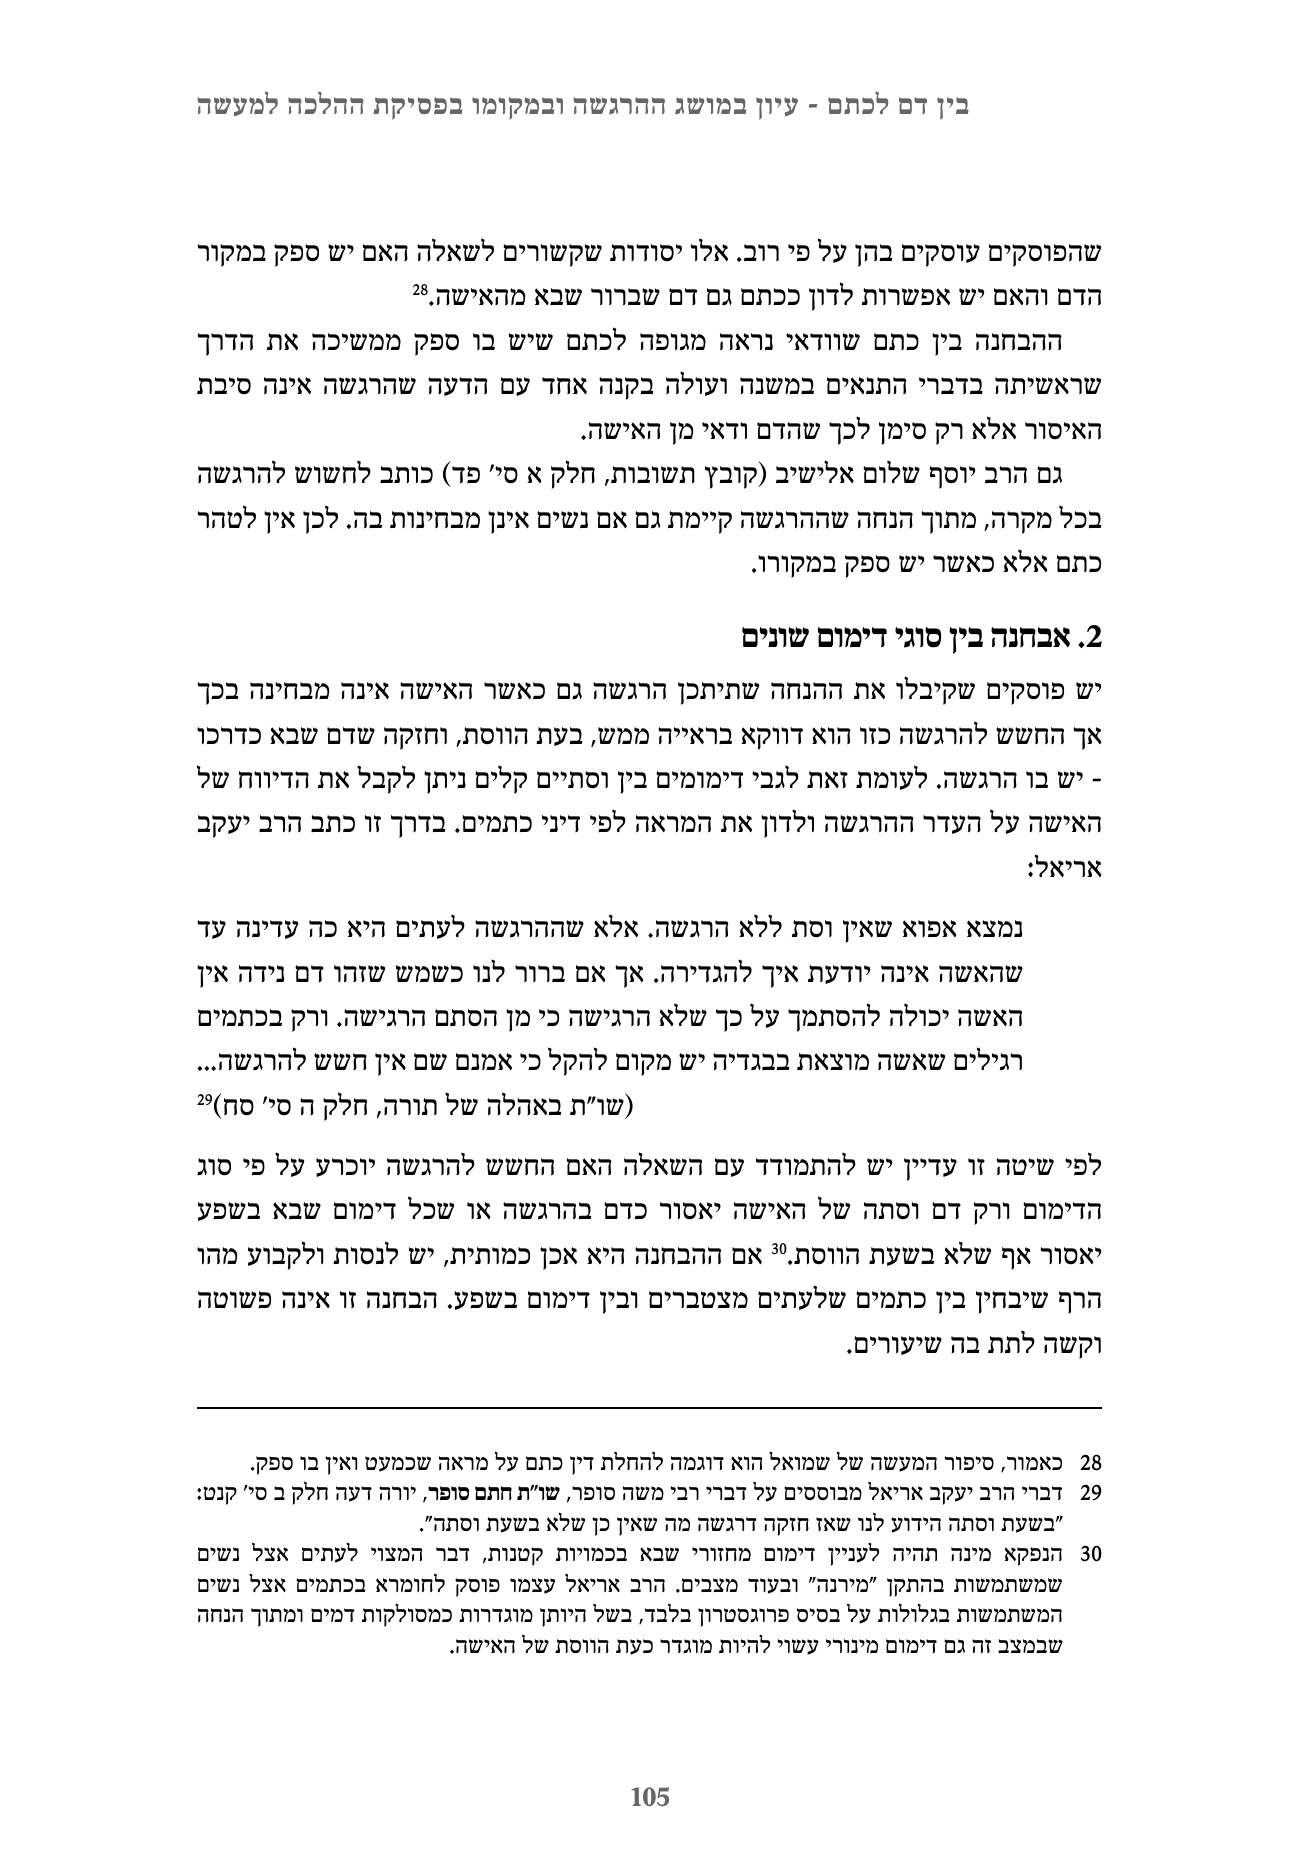 בין דם לכתם - עיון במושג ההרגשה ובמקומו בפסיקת ההלכה למעשה
שהפוסקים עוסקים בהן על פי רוב. אלו יסודות שקשורים לשאלה האם יש ספק במקור
הדם והאם יש אפשרות לדון ככתם גם דם שברור שבא מהאישה.28
ההבחנה בין כתם שוודאי נראה מגופה לכתם שיש בו ספק ממשיכה את הדרך
שראשיתה בדברי התנאים במשנה ועולה בקנה אחד עם הדעה שהרגשה אינה סיבת
האיסור אלא רק סימן לכך שהדם ודאי מן האישה.
גם הרב יוסף שלום אלישיב (קובץ תשובות, חלק א סי' פד) כותב לחשוש להרגשה
בכל מקרה, מתוך הנחה שההרגשה קיימת גם אם נשים אינן מבחינות בה. לכן אין לטהר
כתם אלא כאשר יש ספק במקורו.
2. אבחנה בין סוגי דימום שונים
יש פוסקים שקיבלו את ההנחה שתיתכן הרגשה גם כאשר האישה אינה מבחינה בכך
אך החשש להרגשה כזו הוא דווקא בראייה ממש, בעת הווסת, וחזקה שדם שבא כדרכו
- יש בו הרגשה. לעומת זאת לגבי דימומים בין וסתיים קלים ניתן לקבל את הדיווח של
האישה על העדר ההרגשה ולדון את המראה לפי דיני כתמים. בדרך זו כתב הרב יעקב
אריאל:
נמצא אפוא שאין וסת ללא הרגשה. אלא שההרגשה לעתים היא כה עדינה עד
שהאשה אינה יודעת איך להגדירה. אך אם ברור לנו כשמש שזהו דם נידה אין
האשה יכולה להסתמך על כך שלא הרגישה כי מן הסתם הרגישה. ורק בכתמים
רגילים שאשה מוצאת בבגדיה יש מקום להקל כי אמנם שם אין חשש להרגשה...
(שו"ת באהלה של תורה, חלק ה סי' סח)29
לפי שיטה זו עדיין יש להתמודד עם השאלה האם החשש להרגשה יוכרע על פי סוג
הדימום ורק דם וסתה של האישה יאסור כדם בהרגשה או שכל דימום שבא בשפע
יאסור אף שלא בשעת הווסת.30 אם ההבחנה היא אכן כמותית, יש לנסות ולקבוע מהו
הרף שיבחין בין כתמים שלעתים מצטברים ובין דימום בשפע. הבחנה זו אינה פשוטה
וקשה לתת בה שיעורים.
28 כאמור, סיפור המעשה של שמואל הוא דוגמה להחלת דין כתם על מראה שכמעט ואין בו ספק.
29 דברי הרב יעקב אריאל מבוססים על דברי רבי משה סופר, שו"ת חתם סופר, יורה דעה חלק ב סי' קנט:
"בשעת וסתה הידוע לנו שאז חזקה דרגשה מה שאין כן שלא בשעת וסתה".
30 הנפקא מינה תהיה לעניין דימום מחזורי שבא בכמויות קטנות, דבר המצוי לעתים אצל נשים
שמשתמשות בהתקן "מירנה" ובעוד מצבים. הרב אריאל עצמו פוסק לחומרא בכתמים אצל נשים
המשתמשות בגלולות על בסיס פרוגסטרון בלבד, בשל היותן מוגדרות כמסולקות דמים ומתוך הנחה
שבמצב זה גם דימום מינורי עשוי להיות מוגדר כעת הווסת של האישה.
105